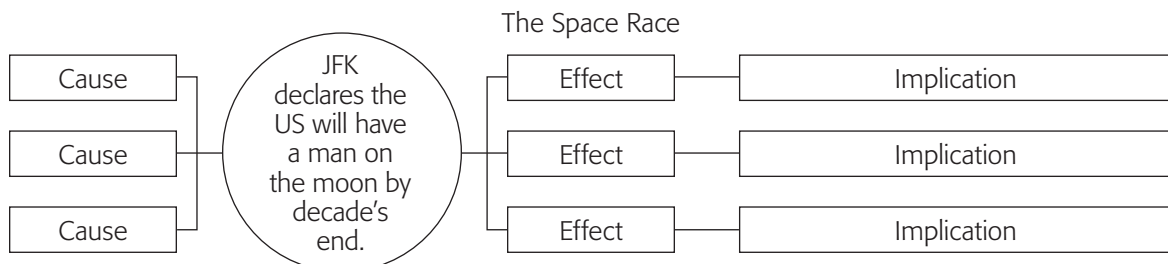 The Space Race
Cause
Cause
Cause
JFK
declares the
US will have
a man on
the moon by
decade's
end.
Effect
Implication
Effect
Implication
Effect
Implication